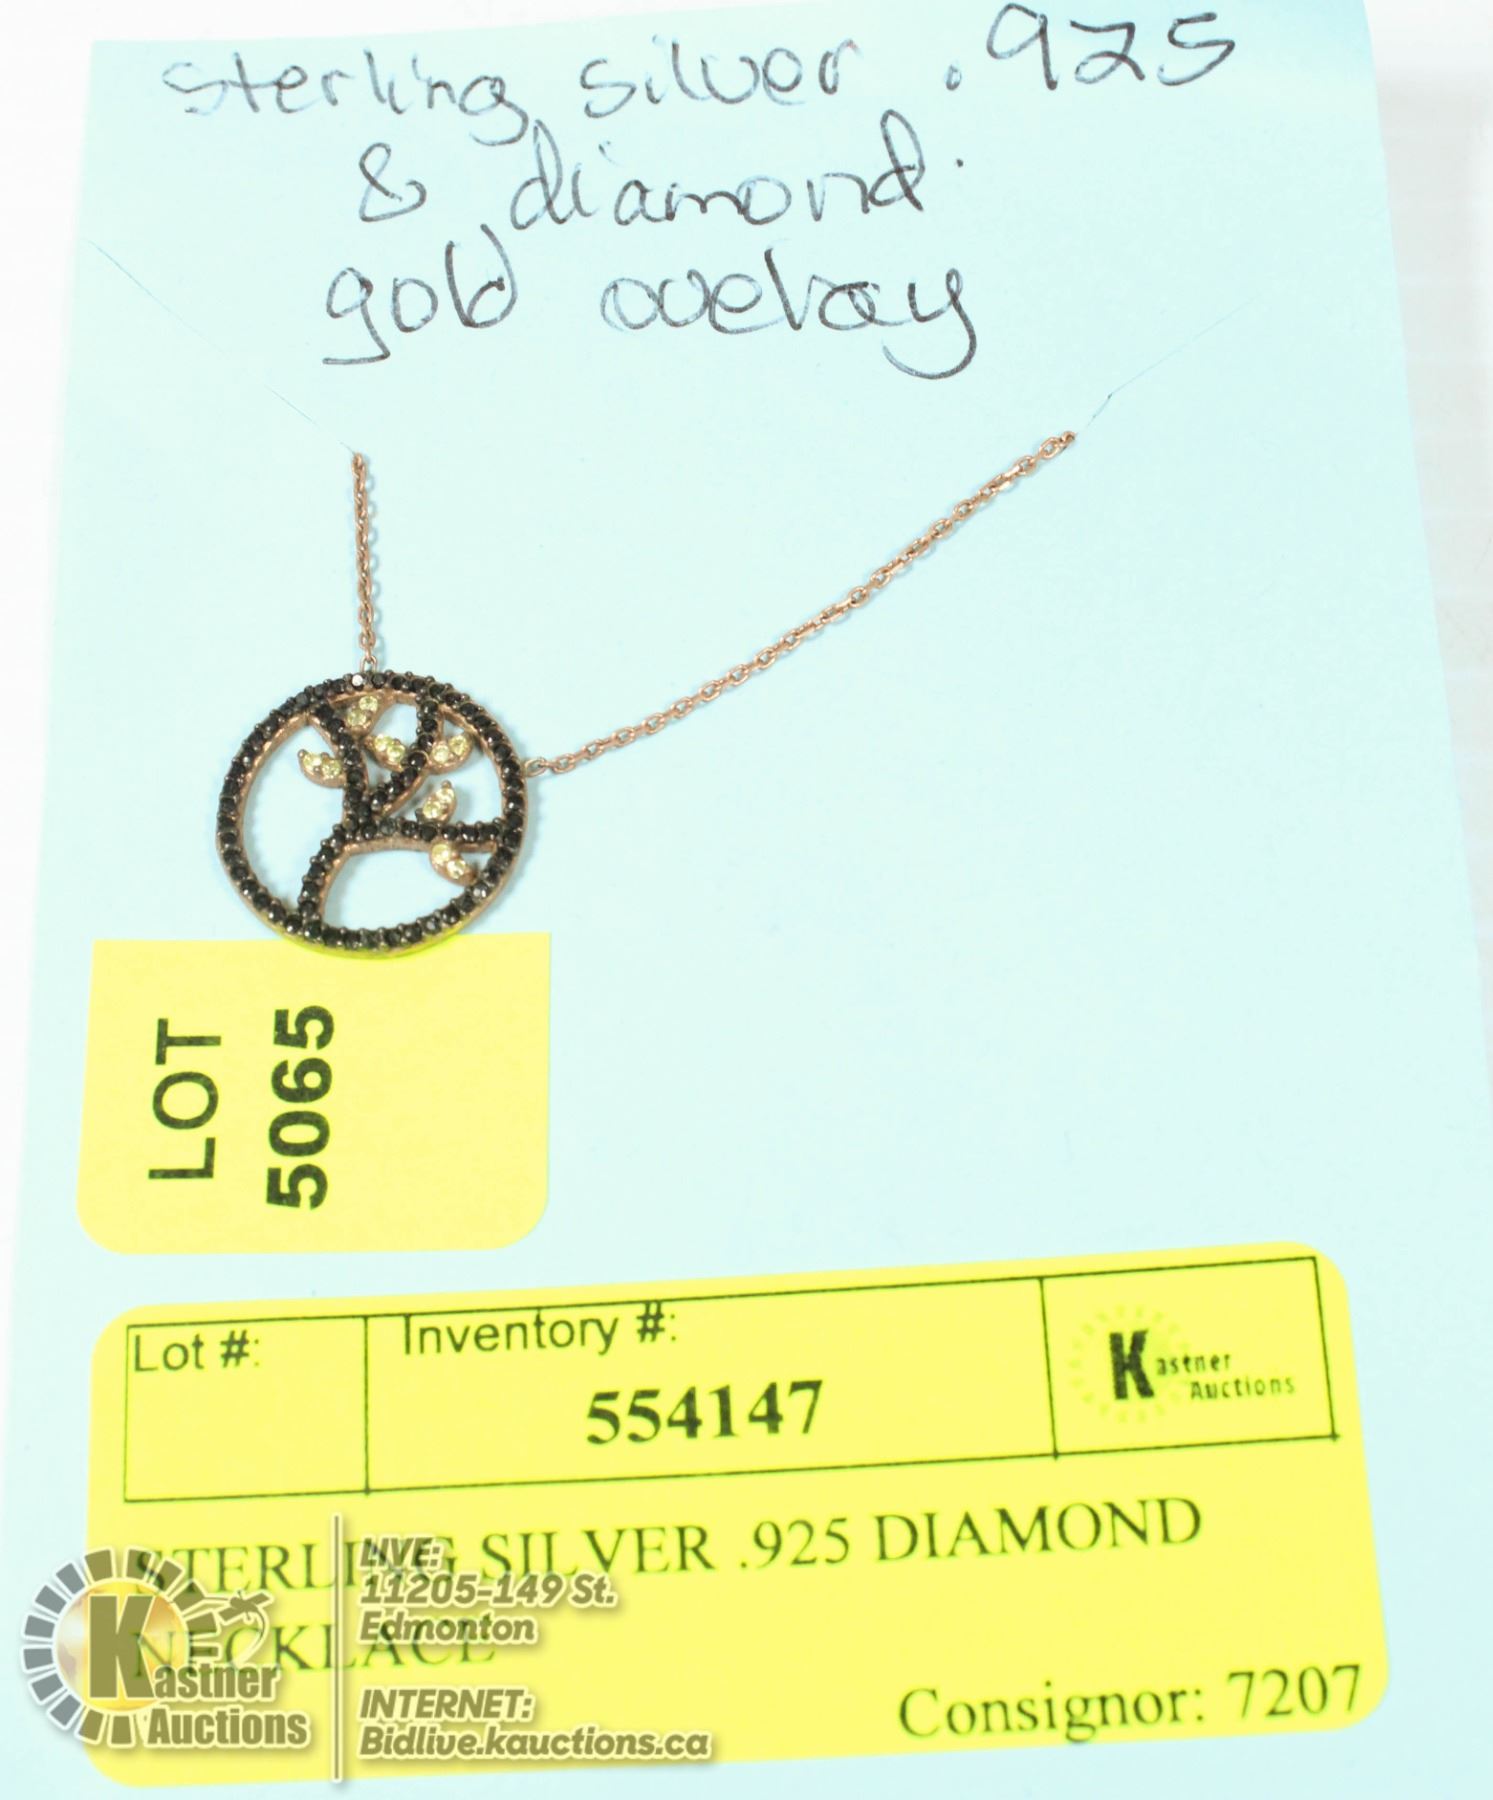 Sterling silver .925
& diamond
gold overlay
LOT
5065
Lot #:
Inventory #:
554147
Kastner
Auctions
STERLING SILVER .925 DIAMOND
NECKLACE
Consignor: 7207
Kastner
Auctions
LIVE:
11205-149 St.
Edmonton
INTERNET:
Bidlive.kauctions.ca